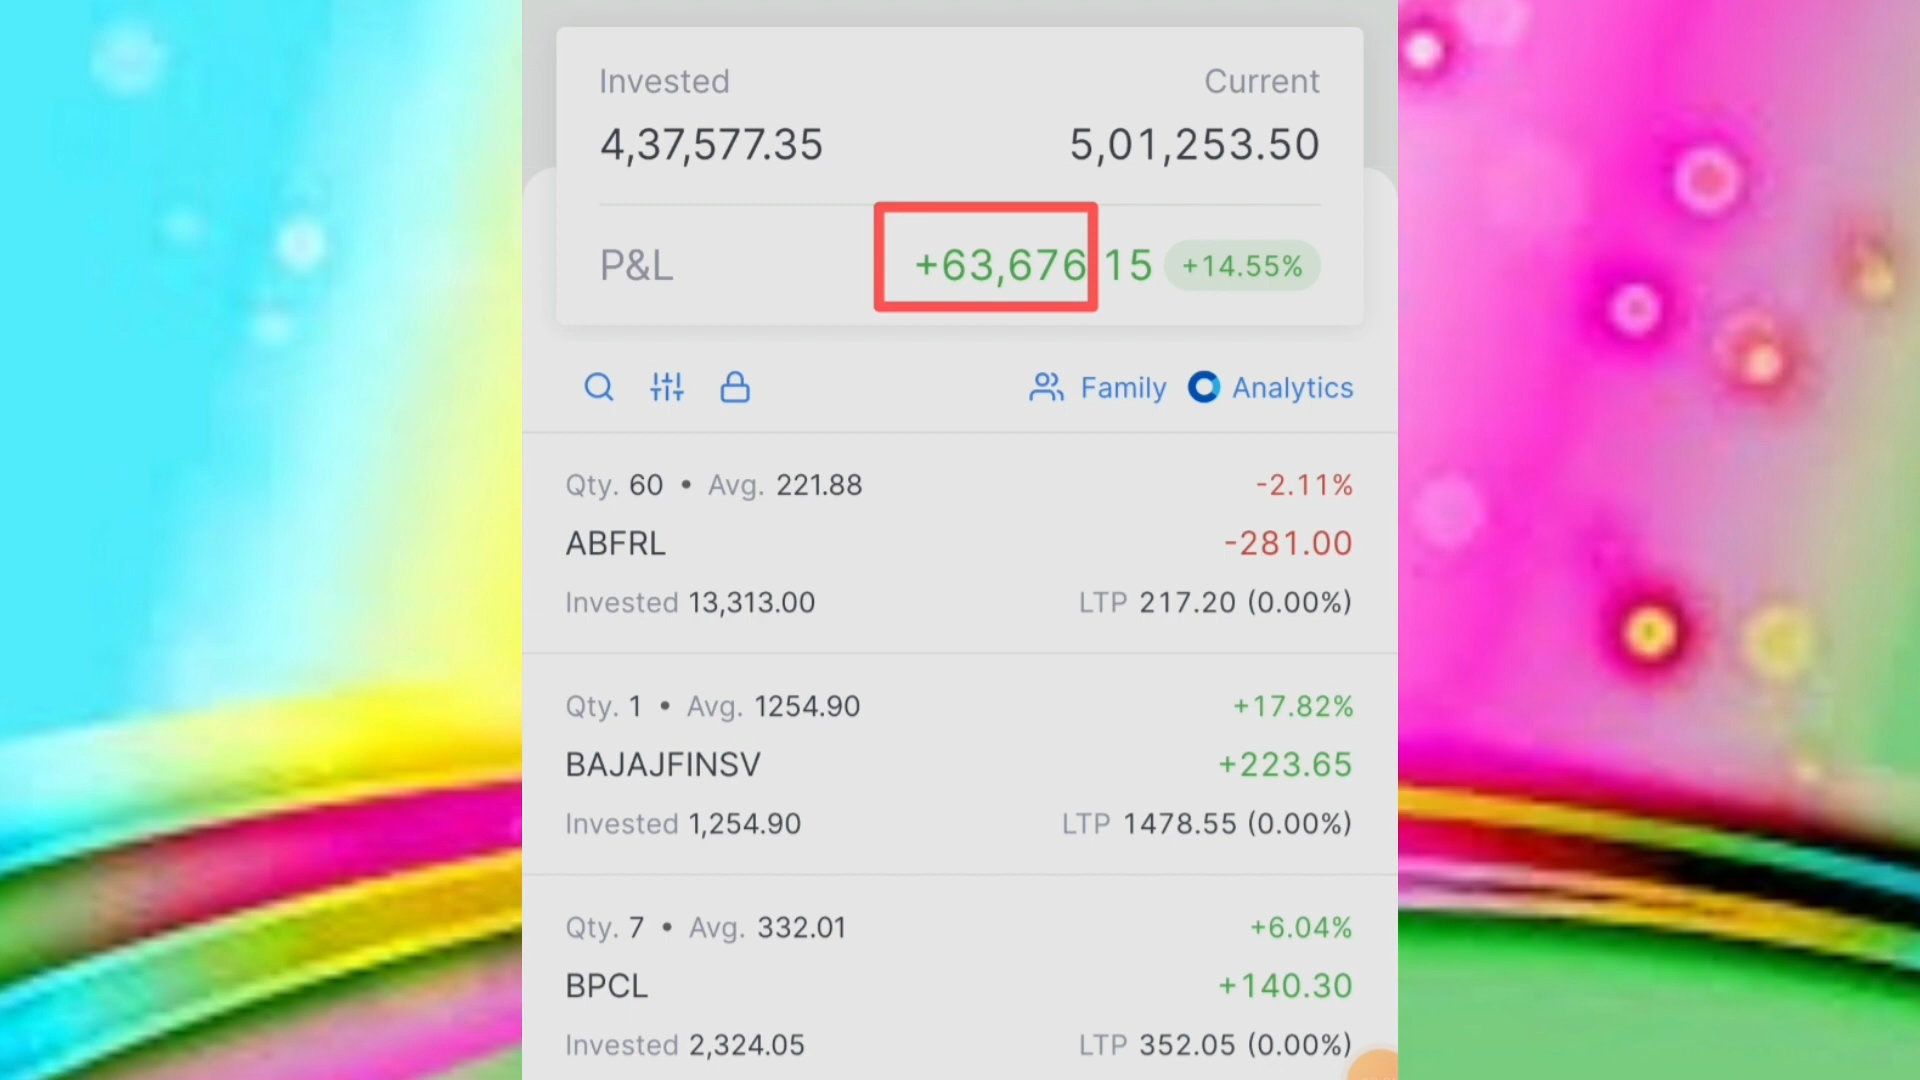 Invested Current
4,37,577.35 5,01,253.50
P&L +63,676.15 +14.55%
Family Analytics
Qty. 60 • Avg. 221.88 -2.11%
ABFRL -281.00
Invested 13,313.00 LTP 217.20 (0.00%)
Qty. 1 • Avg. 1254.90 +17.82%
BAJAJFINSV +223.65
Invested 1,254.90 LTP 1478.55 (0.00%)
Qty. 7 • Avg. 332.01 +6.04%
BPCL +140.30
Invested 2,324.05 LTP 352.05 (0.00%)